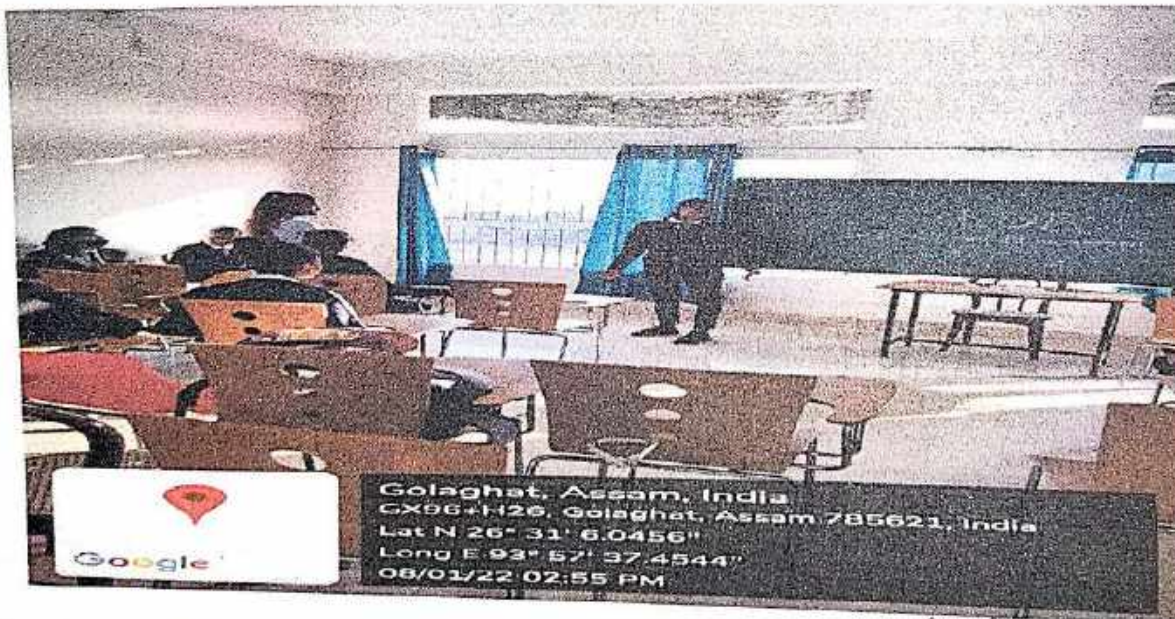 Google
Golaghat, Assam, India
GX96+H26, Golaghat, Assam 785621, India
Lat N 26° 31' 6.0456"
Long E 93° 57' 37.4544"
08/01/22 02:55 PM